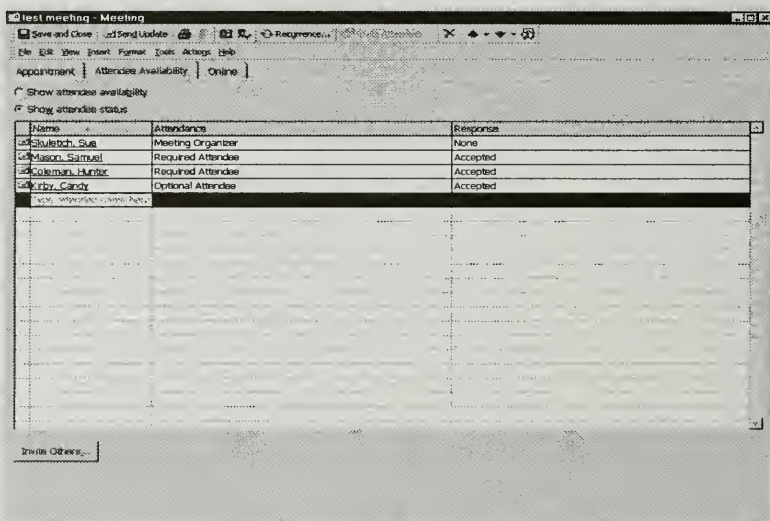 test meeting - Meeting
Save and Close Send Update Recurrence...
File Edit View Insert Format Tools Actions Help
Appointment Attendee Availability Online
Show attendee availability
Show attendee status
Name Attendance Response
Skuletich, Sue Meeting Organizer None
Mason, Samuel Required Attendee Accepted
Coleman, Hunter Required Attendee Accepted
Kirby, Candy Optional Attendee Accepted
Invite Others...